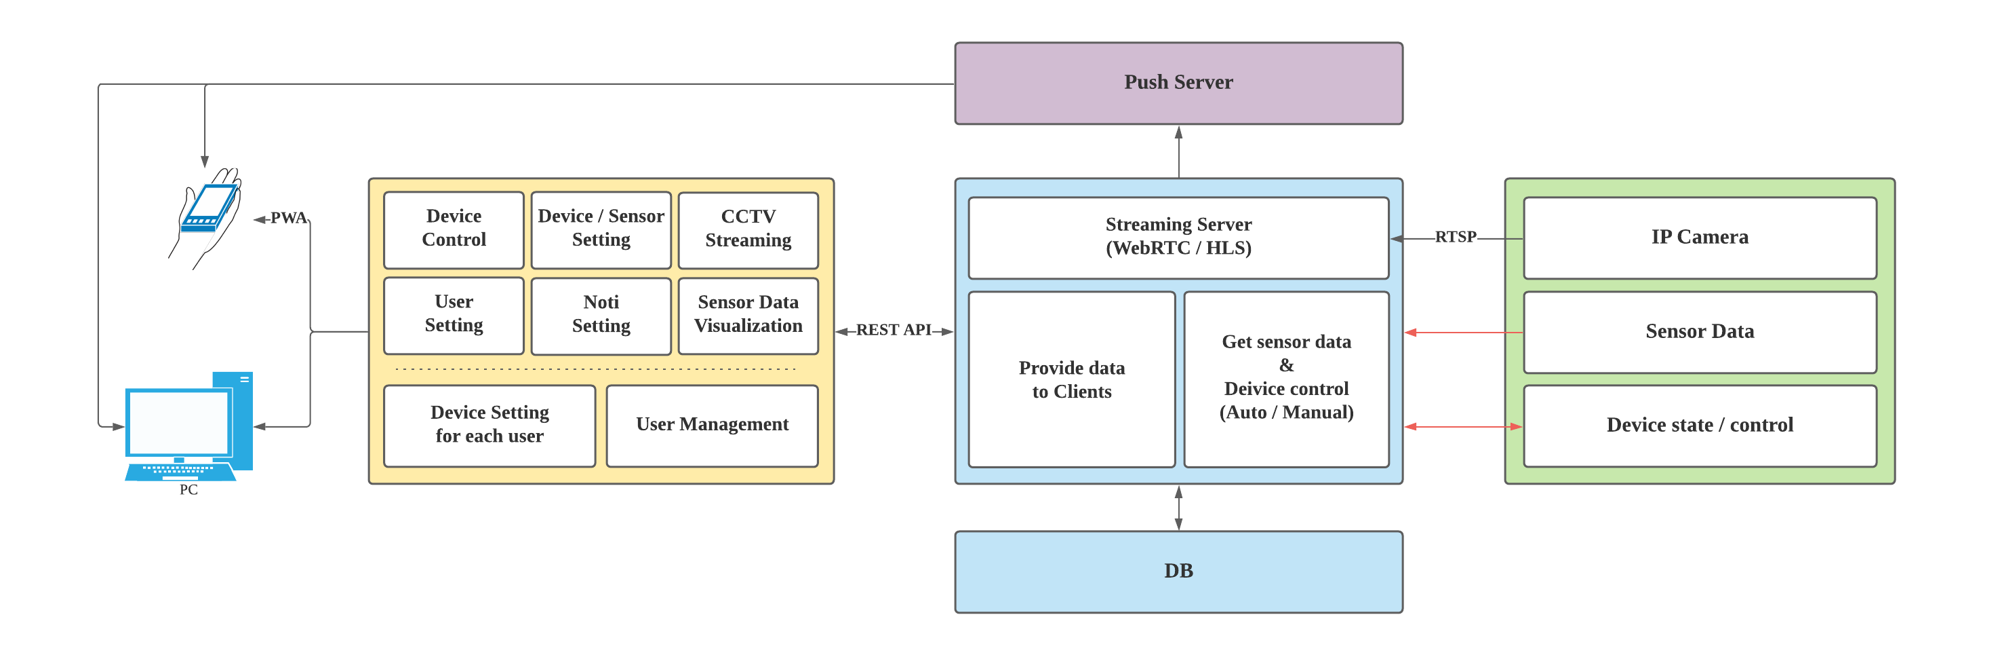 Push Server
PWA
PC
Device
Control
Device / Sensor
Setting
CCTV
Streaming
User
Setting
Noti
Setting
Sensor Data
Visualization
Device Setting
for each user
User Management
REST API
Streaming Server
(WebRTC / HLS)
Provide data
to Clients
Get sensor data
&
Deivice control
(Auto / Manual)
RTSP
IP Camera
Sensor Data
Device state / control
DB